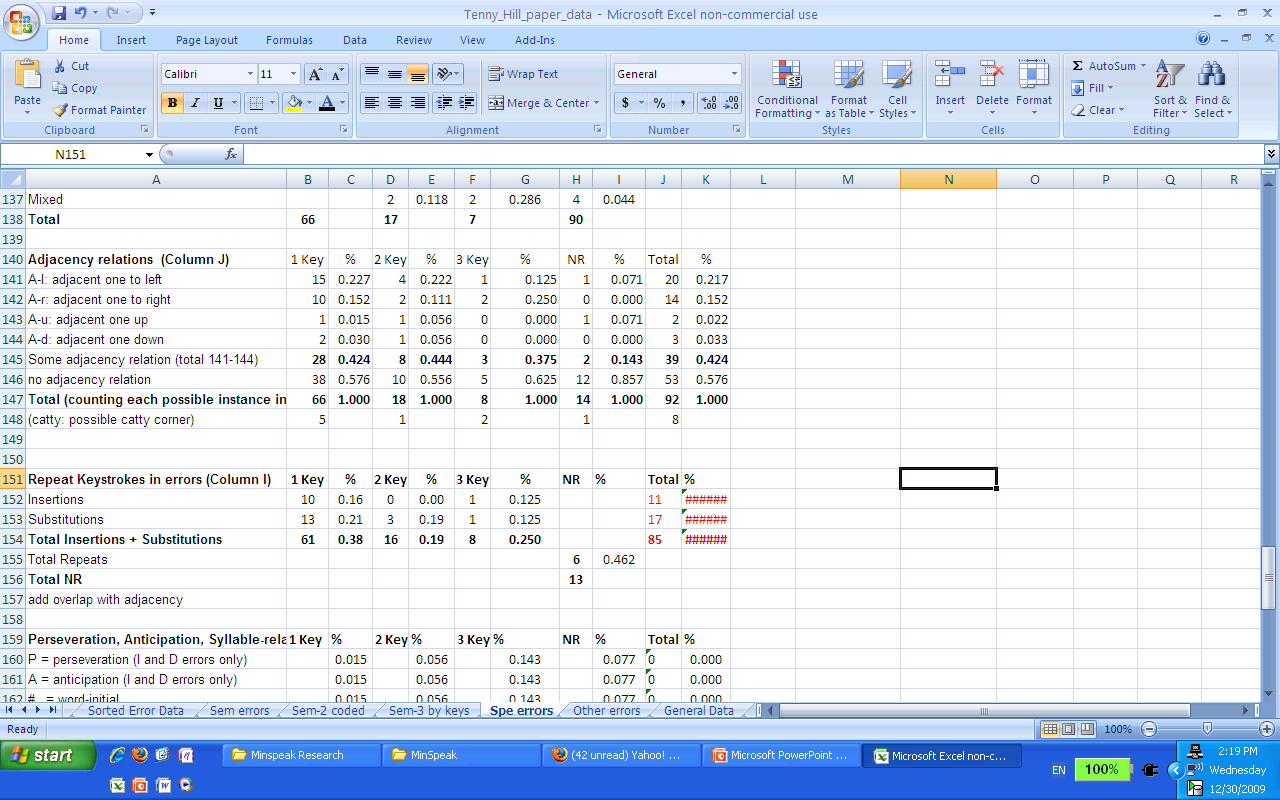 Tenny_Hill_paper_data - Microsoft Excel non-commercial use
Home Insert Page Layout Formulas Data Review View Add-Ins
Cut Calibri 11 Wrap Text General AutoSum
Copy Fill
Paste Format Painter B I U Merge & Center $ % , Conditional Formatting Format as Table Cell Styles Insert Delete Format Clear Sort & Filter Find & Select
Clipboard Font Alignment Number Styles Cells Editing
N151 fx
A B C D E F G H I J K L M N O P Q R
137 Mixed 2 0.118 2 0.286 4 0.044
138 Total 66 17 7 90
139
140 Adjacency relations (Column J) 1 Key % 2 Key % 3 Key % NR % Total %
141 A-l: adjacent one to left 15 0.227 4 0.222 1 0.125 1 0.071 20 0.217
142 A-r: adjacent one to right 10 0.152 2 0.111 2 0.250 0 0.000 14 0.152
143 A-u: adjacent one up 1 0.015 1 0.056 0 0.000 1 0.071 2 0.022
144 A-d: adjacent one down 2 0.030 1 0.056 0 0.000 0 0.000 3 0.033
145 Some adjacency relation (total 141-144) 28 0.424 8 0.444 3 0.375 2 0.143 39 0.424
146 no adjacency relation 38 0.576 10 0.556 5 0.625 12 0.857 53 0.576
147 Total (counting each possible instance in 66 1.000 18 1.000 8 1.000 14 1.000 92 1.000
148 (catty: possible catty corner) 5 1 2 1 8
149
150
151 Repeat Keystrokes in errors (Column I) 1 Key % 2 Key % 3 Key % NR % Total %
152 Insertions 10 0.16 0 0.00 1 0.125 11 ######
153 Substitutions 13 0.21 3 0.19 1 0.125 17 ######
154 Total Insertions + Substitutions 61 0.38 16 0.19 8 0.250 85 ######
155 Total Repeats 6 0.462
156 Total NR 13
157 add overlap with adjacency
158
159 Perseveration, Anticipation, Syllable-rela 1 Key % 2 Key % 3 Key % NR % Total %
160 P = perseveration (I and D errors only) 0.015 0.056 0.143 0.077 0 0.000
161 A = anticipation (I and D errors only) 0.015 0.056 0.143 0.077 0 0.000
162 #_ = word-initial 0.015 0.056 0.143 0.077 0 0.000
Sorted Error Data Sem errors Sem-2 coded Sem-3 by keys Spe errors Other errors General Data
Ready 100%
start Minspeak Research MinSpeak (42 unread) Yahoo! ... Microsoft PowerPoint ... Microsoft Excel non-c... EN 100% 2:19 PM
Wednesday
12/30/2009